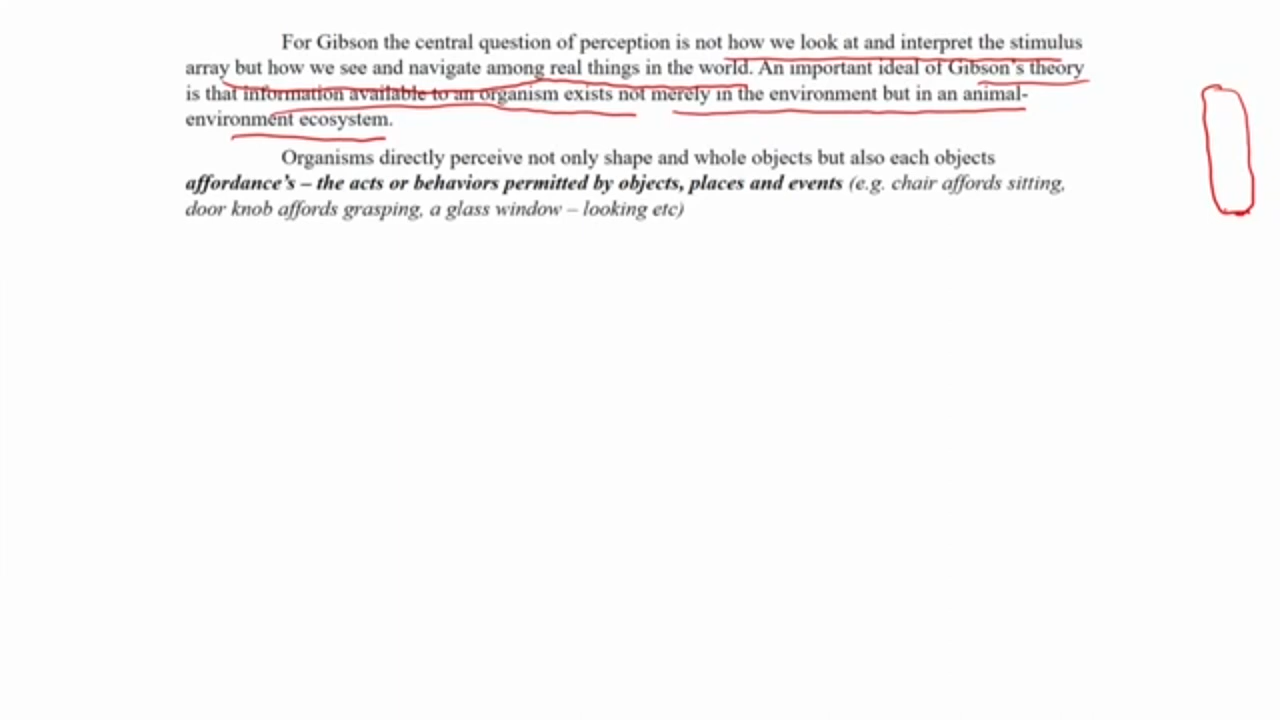 For Gibson the central question of perception is not how we look at and interpret the stimulus
array but how we see and navigate among real things in the world. An important ideal of Gibson's theory
is that information available to an organism exists not merely in the environment but in an animal-
environment ecosystem.
Organisms directly perceive not only shape and whole objects but also each objects
affordance's – the acts or behaviors permitted by objects, places and events (e.g. chair affords sitting,
door knob affords grasping, a glass window – looking etc)